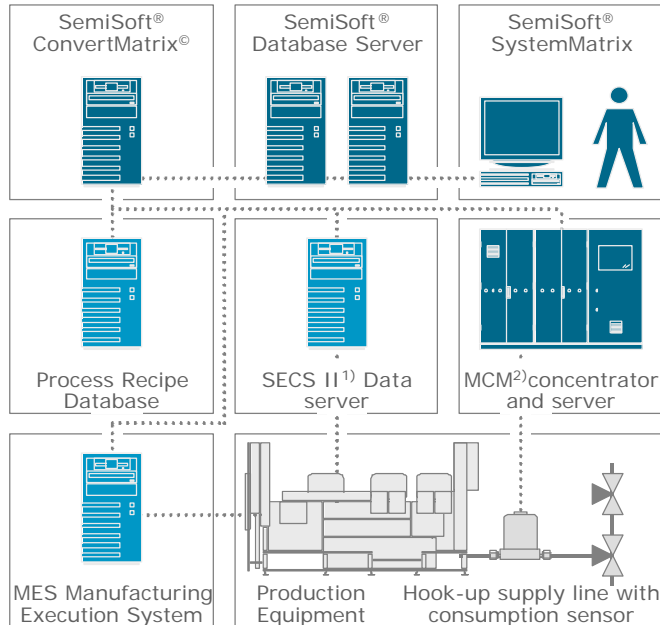 SemiSoft®
ConvertMatrix©
SemiSoft®
Database Server
SemiSoft®
SystemMatrix
Process Recipe
Database
SECS II1) Data
server
MCM2)concentrator
and server
MES Manufacturing
Execution System
Production
Equipment
Hook-up supply line with
consumption sensor